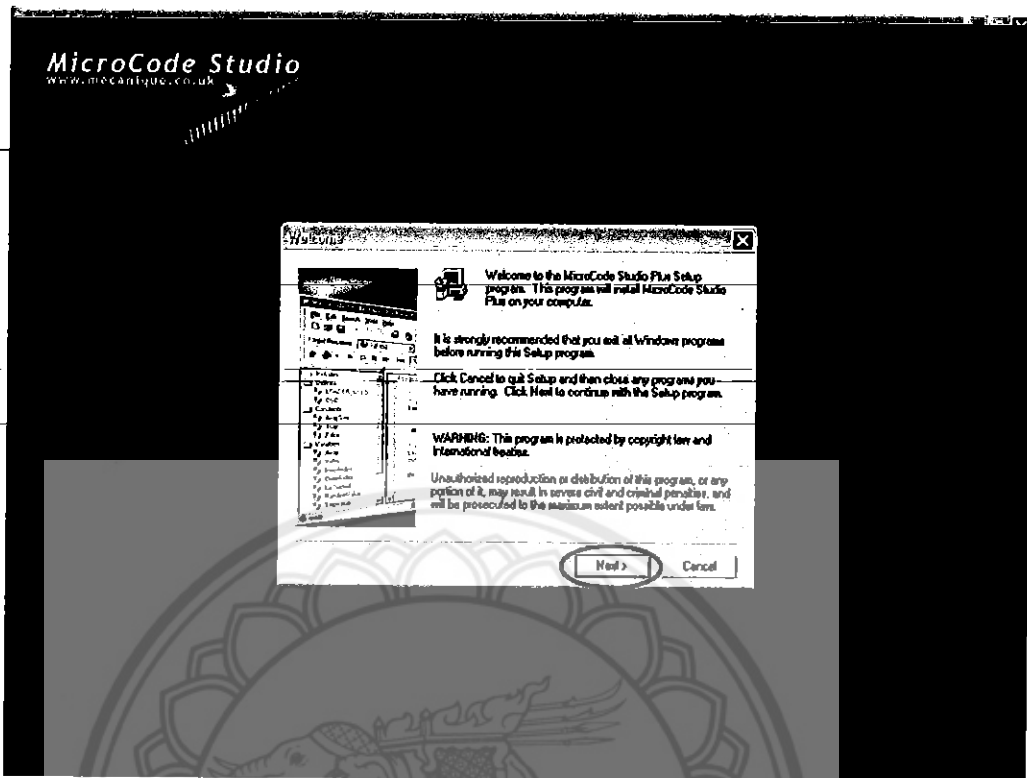 MicroCode Studio
www.mecanique.co.uk
Welcome
Welcome to the MicroCode Studio Plus Setup
program. This program will install MicroCode Studio
Plus on your computer.
It is strongly recommended that you exit all Windows programs
before running this Setup program.
Click Cancel to quit Setup and then close any programs you
have running. Click Next to continue with the Setup program.
WARNING: This program is protected by copyright law and
international treaties.
Unauthorized reproduction or distribution of this program, or any
portion of it, may result in severe civil and criminal penalties, and
will be prosecuted to the maximum extent possible under law.
Next >
Cancel